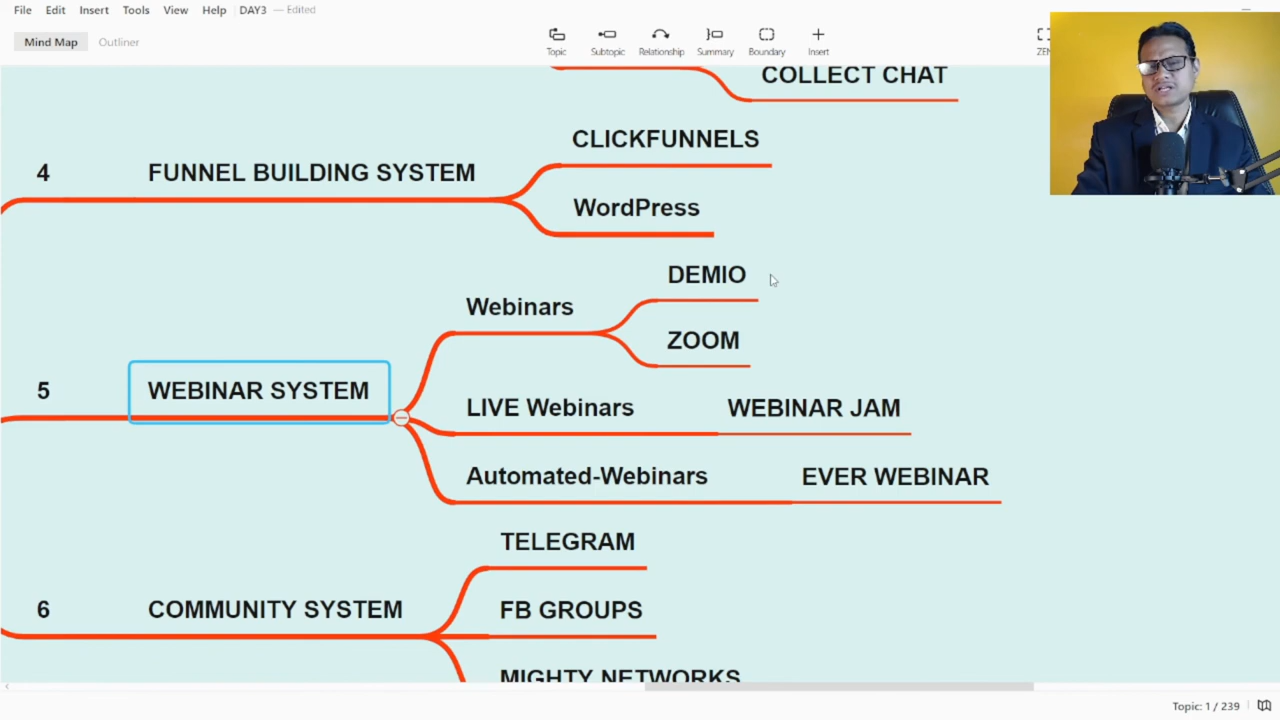 File Edit Insert Tools View Help DAY3 — Edited
Mind Map Outliner
Topic Subtopic Relationship Summary Boundary Insert
COLLECT CHAT
4 FUNNEL BUILDING SYSTEM
CLICKFUNNELS
WordPress
5 WEBINAR SYSTEM
Webinars
DEMIO
ZOOM
LIVE Webinars WEBINAR JAM
Automated-Webinars EVER WEBINAR
6 COMMUNITY SYSTEM
TELEGRAM
FB GROUPS
MIGHTY NETWORKS
Topic: 1 / 239